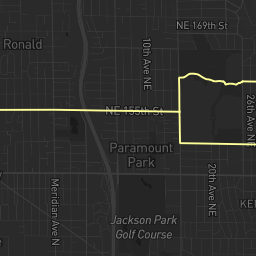 NE 169th St
Ronald
10th Ave NE
26th Ave NE
NE 155th St
Paramount
Park
20th Ave NE
Meridian Ave N
KE
Jackson Park
Golf Course